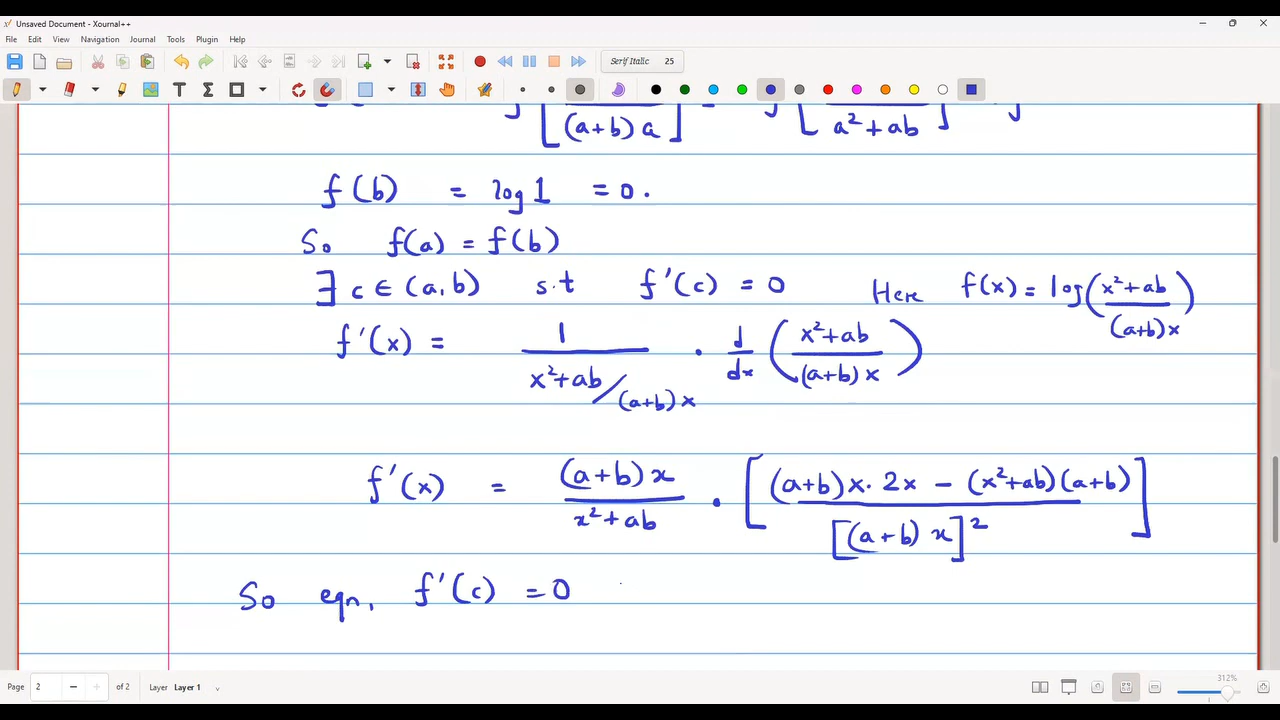 Unsaved Document - Xournal++
File Edit View Navigation Journal Tools Plugin Help
Serif Italic 25
[(a+b) a] = [a² + ab]
f(b) = log 1 = 0.
So f(a) = f(b)
∃ c ∈ (a, b) s.t f'(c) = 0 Here f(x) = log((x² + ab)/((a+b)x))
f'(x) = 1/(x² + ab/(a+b)x) · d/dx ((x² + ab)/((a+b)x))
f'(x) = (a+b)x/(x² + ab) · [((a+b)x · 2x – (x² + ab)(a+b))/[(a+b)x]²]
So eqn, f'(c) = 0
Page 2 of 2 Layer Layer 1 312%